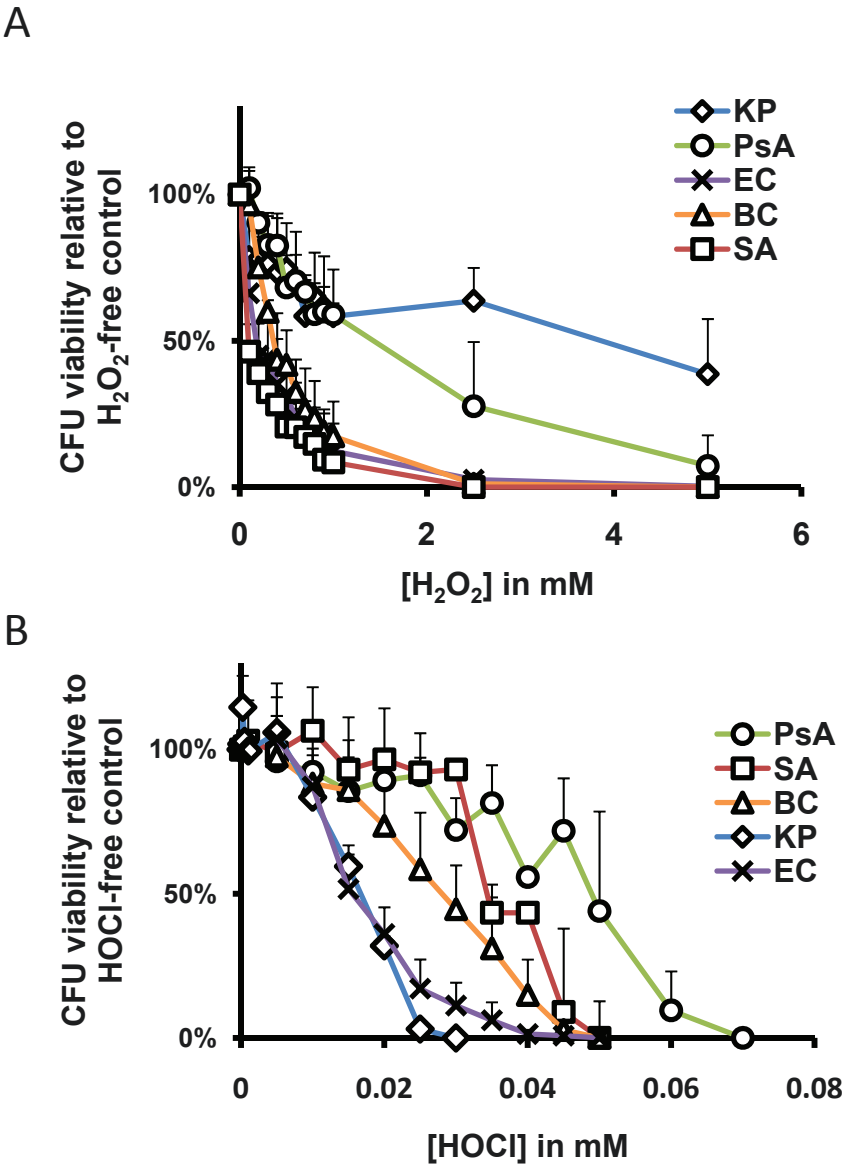 A
CFU viability relative to
H₂O₂-free control
100%
50%
0%
0
2
4
6
[H₂O₂] in mM
KP
PsA
EC
BC
SA
B
CFU viability relative to
HOCl-free control
100%
50%
0%
0
0.02
0.04
0.06
0.08
[HOCl] in mM
PsA
SA
BC
KP
EC